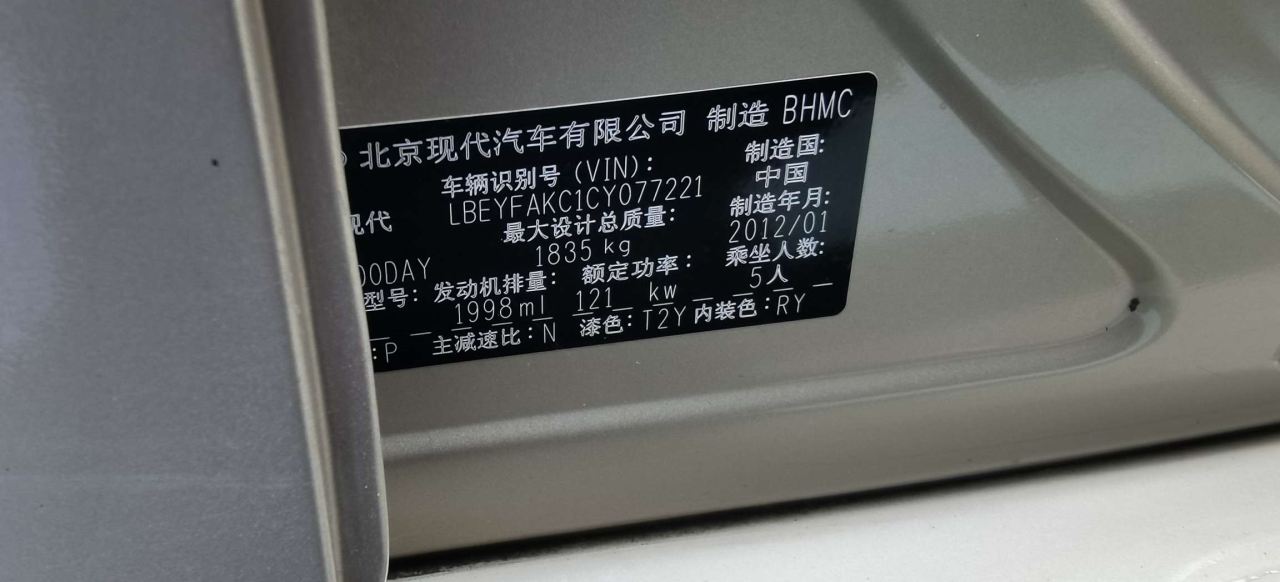 北京现代汽车有限公司 制造 BHMC
车辆识别号 (VIN): 制造国:
LBEYFAKC1CY077221 中国
现代 最大设计总质量: 制造年月:
1835 kg 2012/01
00DAY 发动机排量: 额定功率: 乘坐人数:
型号: 1998ml 121 kw 5人
:P 主减速比:N 漆色:T2Y 内装色:RY